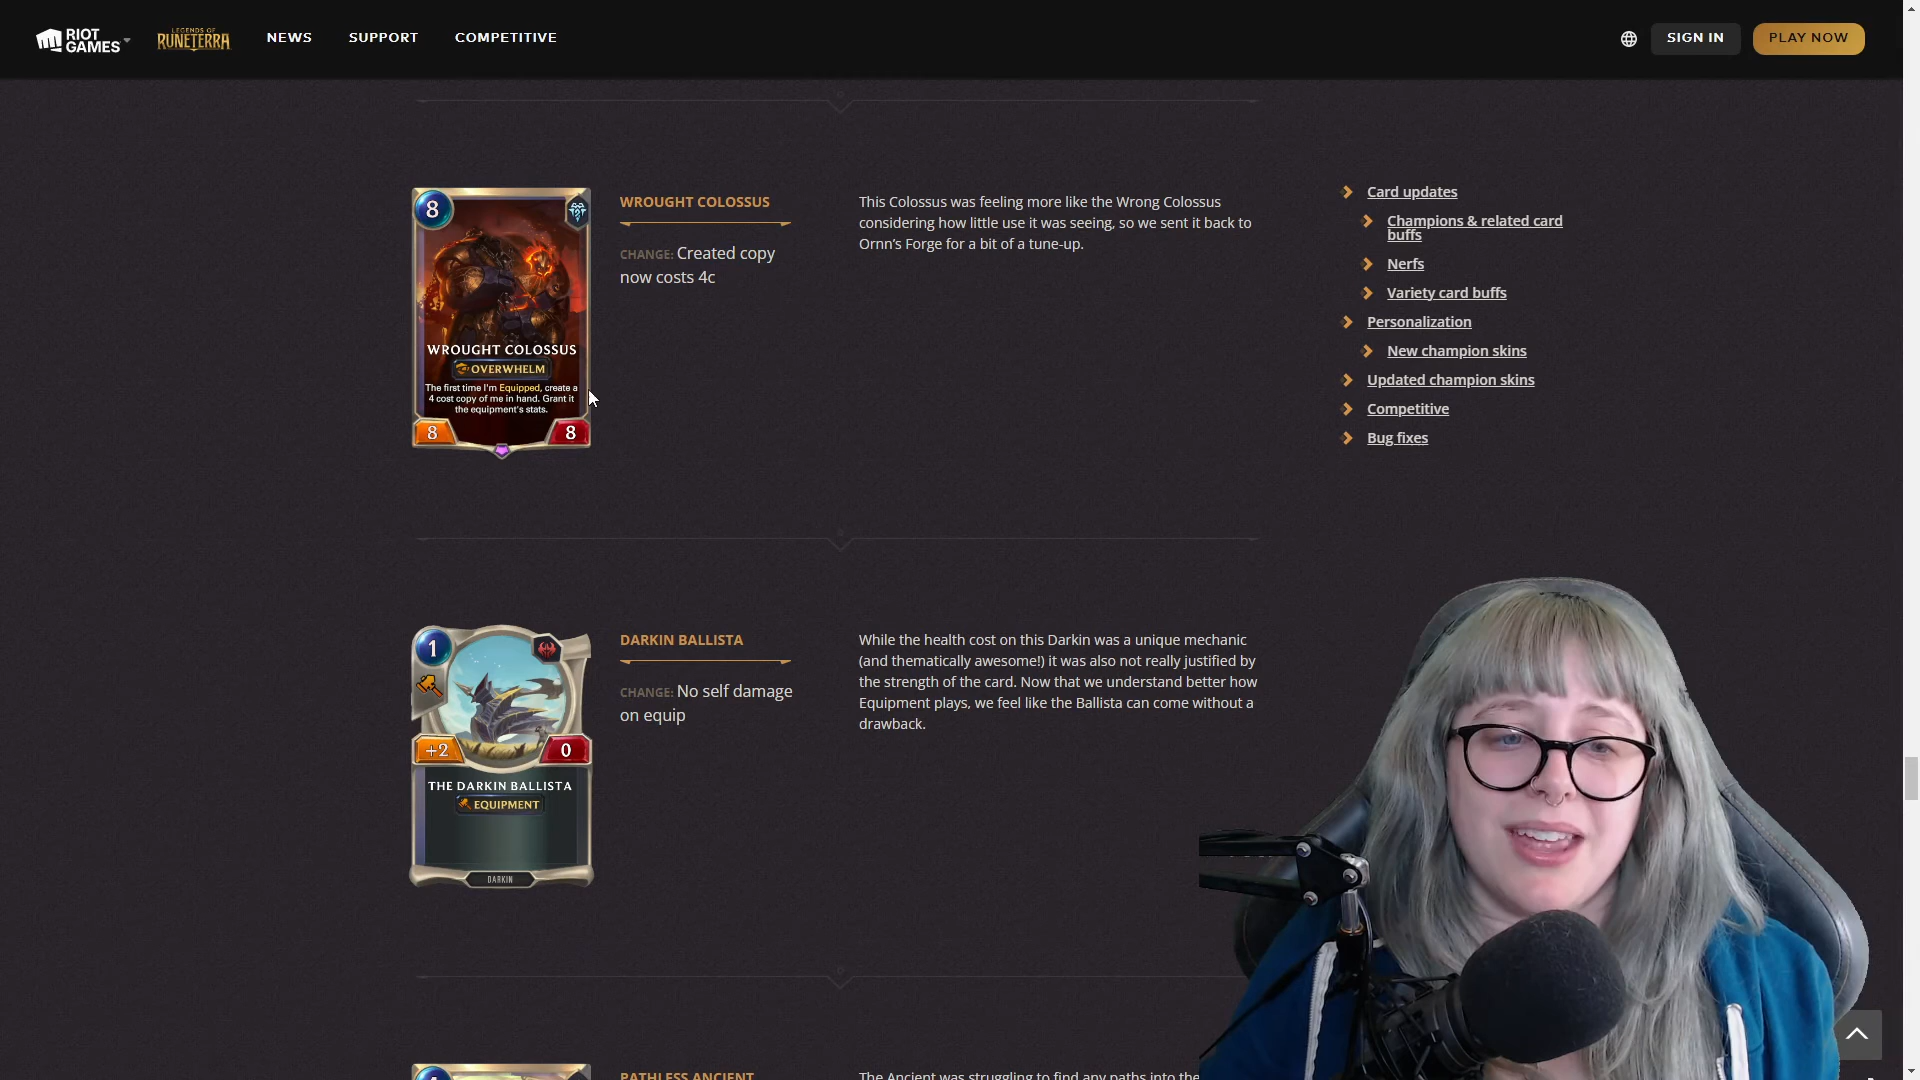 RIOT
GAMES
LEGENDS OF
RUNETERRA
NEWS
SUPPORT
COMPETITIVE
SIGN IN
PLAY NOW
8
WROUGHT COLOSSUS
OVERWHELM
The first time I'm Equipped, create a
4 cost copy of me in hand. Grant it
the equipment's stats.
8
8
WROUGHT COLOSSUS
CHANGE: Created copy
now costs 4c
This Colossus was feeling more like the Wrong Colossus
considering how little use it was seeing, so we sent it back to
Ornn's Forge for a bit of a tune-up.
Card updates
Champions & related card
buffs
Nerfs
Variety card buffs
Personalization
New champion skins
Updated champion skins
Competitive
Bug fixes
1
+2
0
THE DARKIN BALLISTA
EQUIPMENT
DARKIN
DARKIN BALLISTA
CHANGE: No self damage
on equip
While the health cost on this Darkin was a unique mechanic
(and thematically awesome!) it was also not really justified by
the strength of the card. Now that we understand better how
Equipment plays, we feel like the Ballista can come without a
drawback.
PATHLESS ANCIENT
The Ancient was struggling to find any paths into the